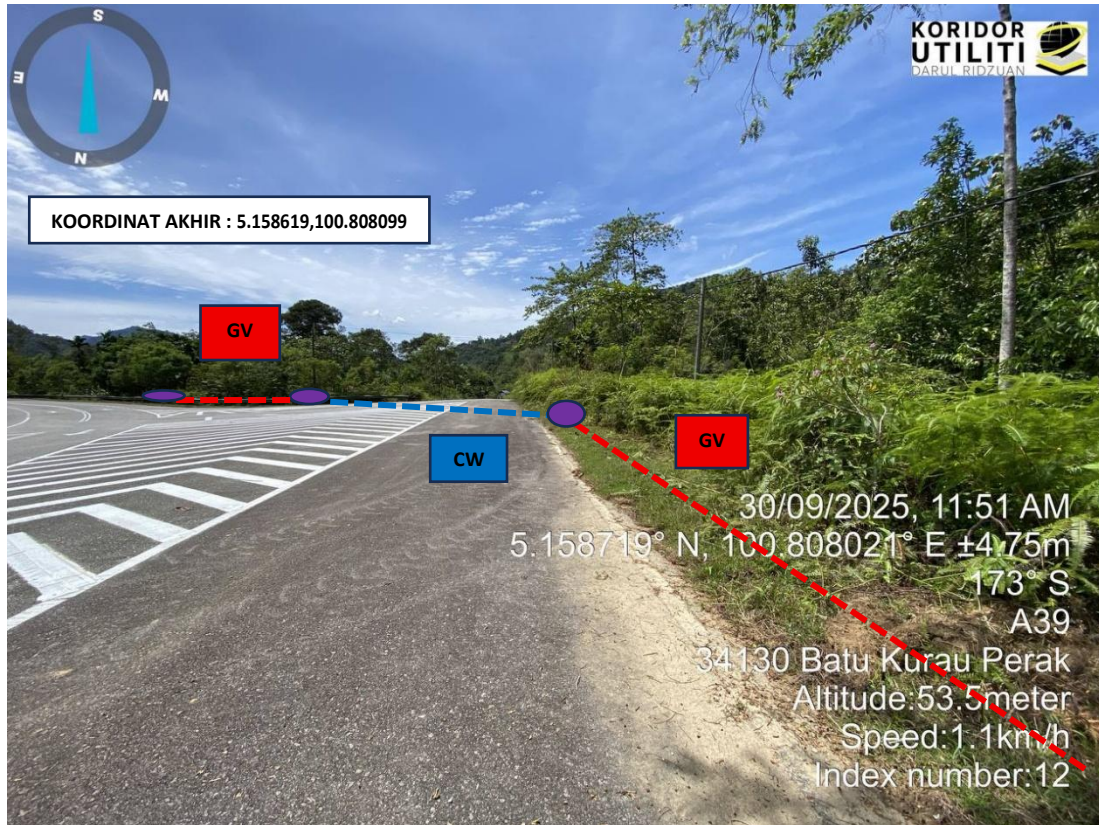 S
E
W
N
KORIDOR
UTILITI
DARUL RIDZUAN
KOORDINAT AKHIR : 5.158619,100.808099
GV
CW
GV
30/09/2025, 11:51 AM
5.158719° N, 100.808021° E ±4.75m
173° S
A39
34130 Batu Kurau Perak
Altitude:53.5meter
Speed:1.1km/h
Index number:12